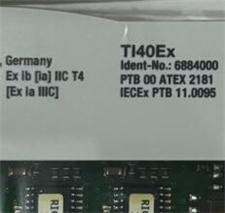 , Germany
Ex ib [ia] IIC T4
[Ex ia IIIC]
TI40Ex
Ident-No.: 6884000
PTB 00 ATEX 2181
IECEx PTB 11.0095